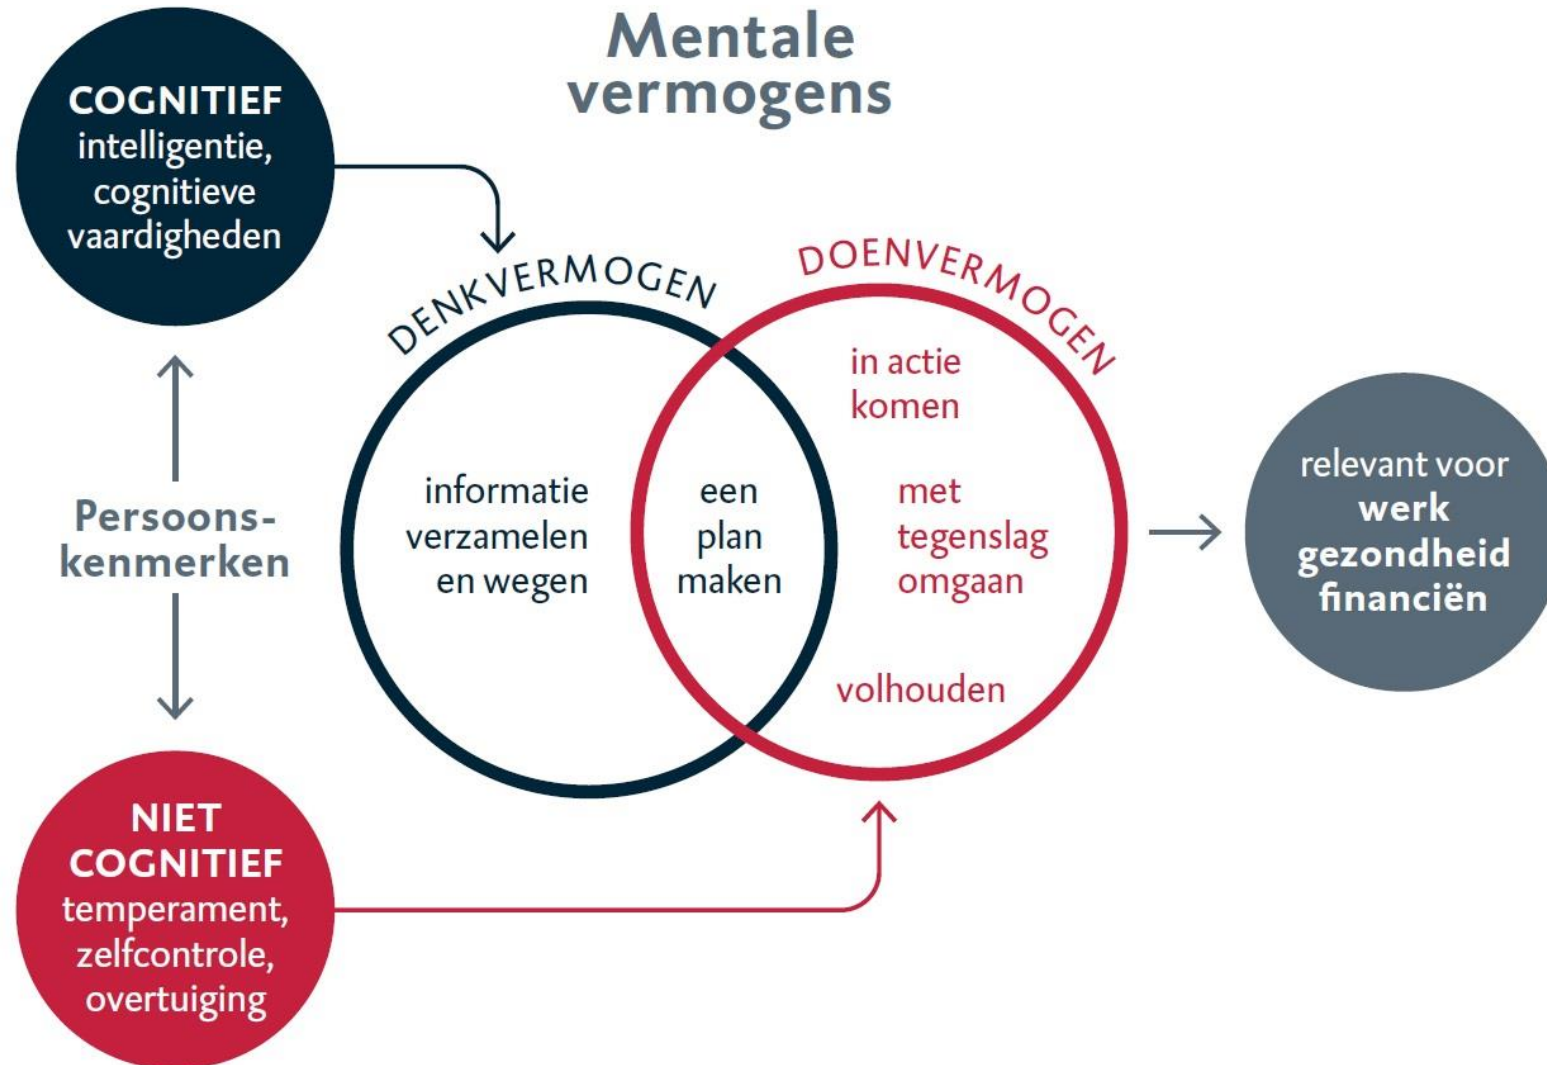 Mentale
vermogens
COGNITIEF
intelligentie,
cognitieve
vaardigheden
Persoons-
kenmerken
NIET
COGNITIEF
temperament,
zelfcontrole,
overtuiging
DENKVERMOGEN
informatie
verzamelen
en wegen
een
plan
maken
DOENVERMOGEN
in actie
komen
met
tegenslag
omgaan
volhouden
relevant voor
werk
gezondheid
financiën